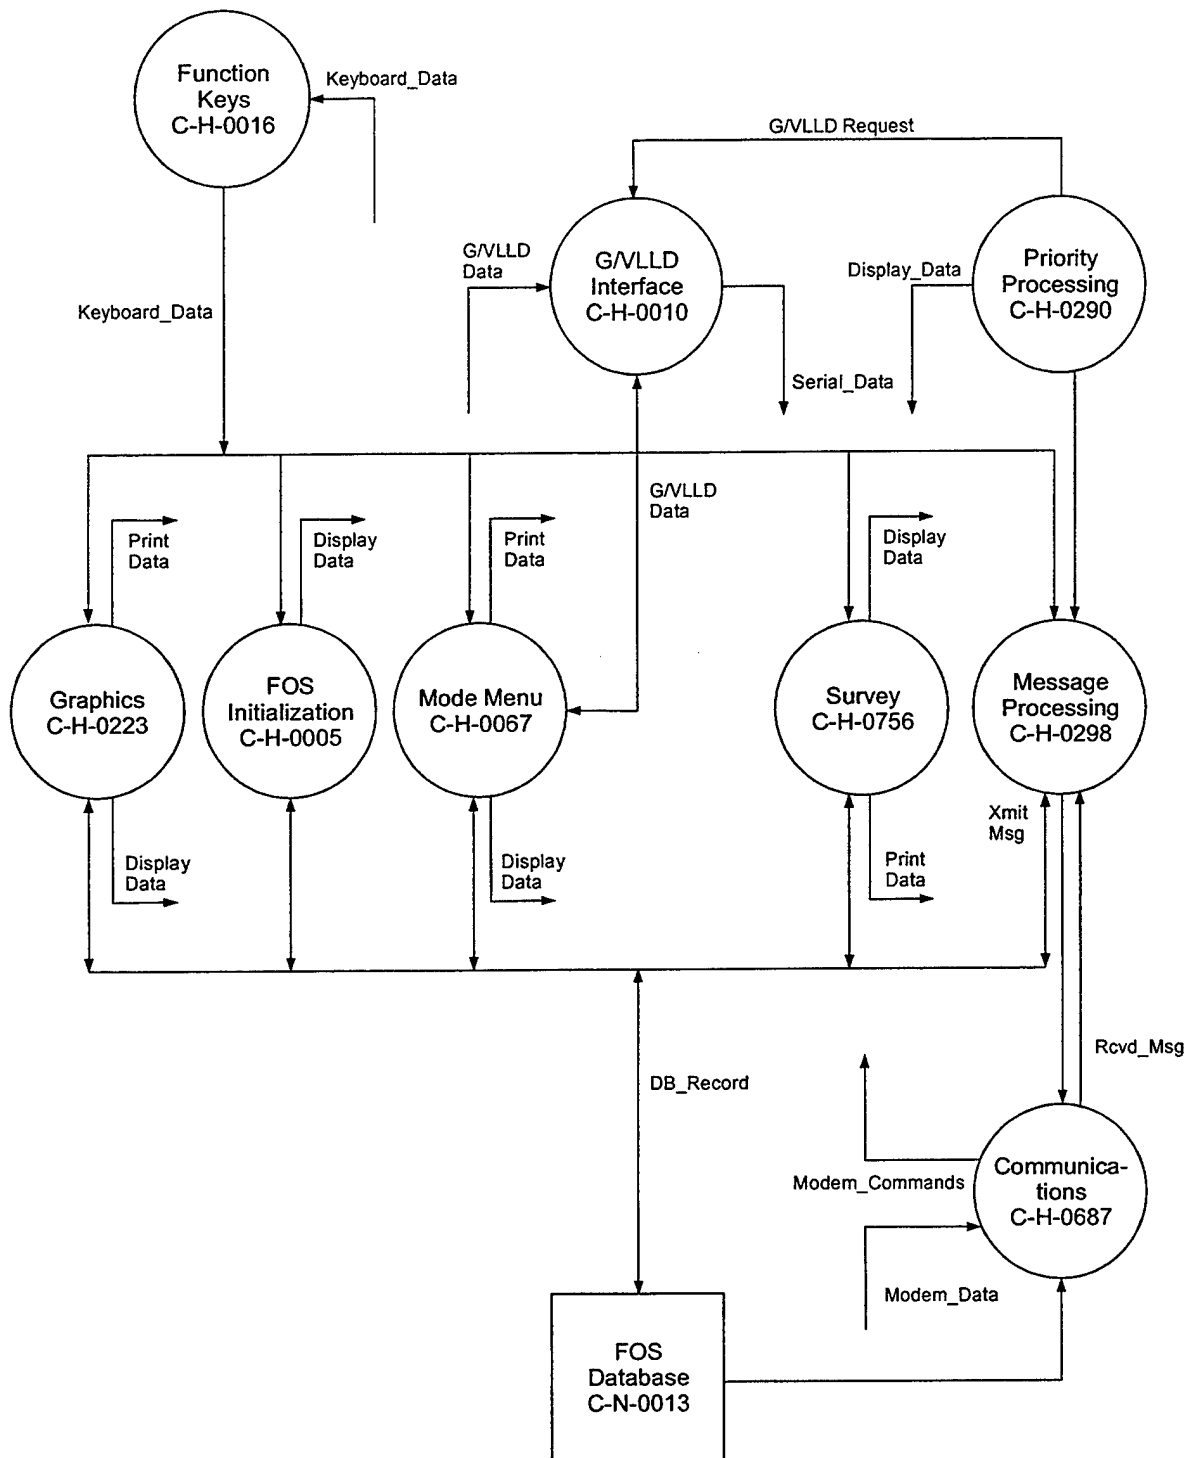 Function
Keys
C-H-0016
Keyboard_Data
G/VLLD Request
G/VLLD
Data
G/VLLD
Interface
C-H-0010
Display_Data
Priority
Processing
C-H-0290
Keyboard_Data
Serial_Data
Print
Data
Display
Data
Print
Data
G/VLLD
Data
Display
Data
Graphics
C-H-0223
FOS
Initialization
C-H-0005
Mode Menu
C-H-0067
Survey
C-H-0756
Message
Processing
C-H-0298
Xmit
Msg
Display
Data
Display
Data
Print
Data
Rcvd_Msg
DB_Record
Modem_Commands
Communica-
tions
C-H-0687
Modem_Data
FOS
Database
C-N-0013